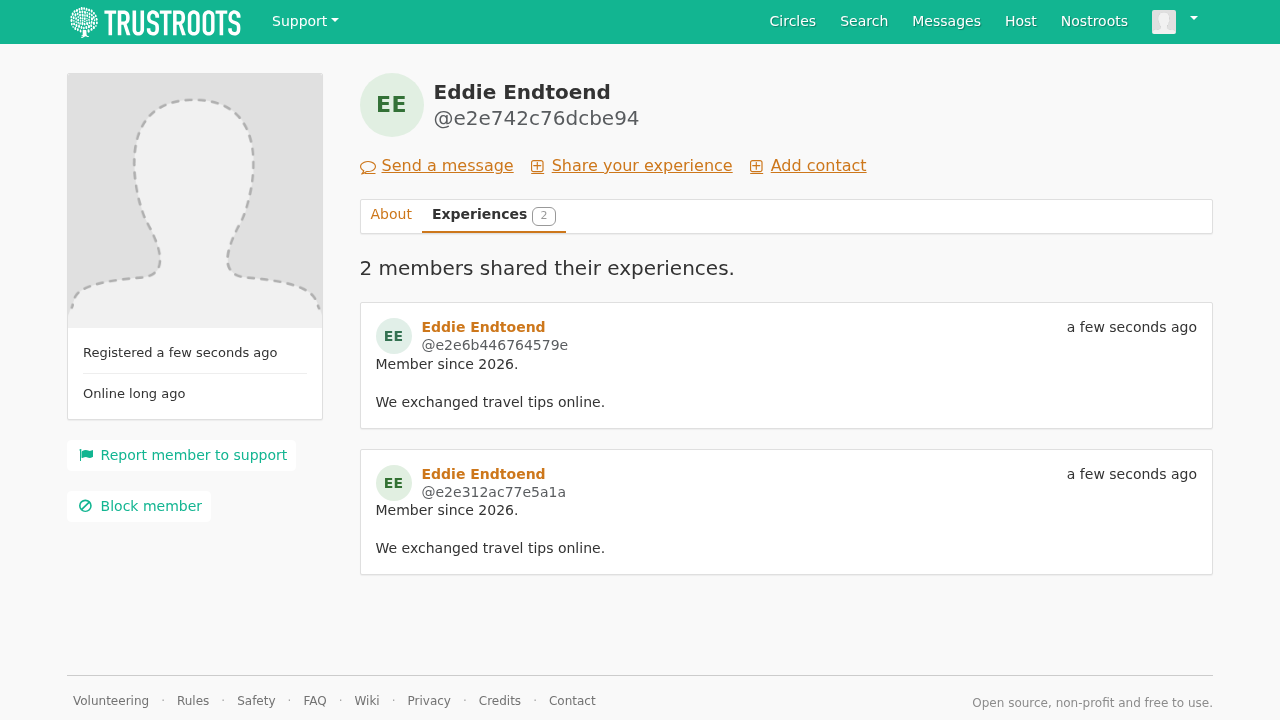 TRUSTROOTS Support Circles Search Messages Host Nostroots
EE Eddie Endtoend
@e2e742c76dcbe94
Send a message Share your experience Add contact
About Experiences 2
2 members shared their experiences.
EE Eddie Endtoend a few seconds ago
@e2e6b446764579e
Member since 2026.
We exchanged travel tips online.
EE Eddie Endtoend a few seconds ago
@e2e312ac77e5a1a
Member since 2026.
We exchanged travel tips online.
Registered a few seconds ago
Online long ago
Report member to support
Block member
Volunteering · Rules · Safety · FAQ · Wiki · Privacy · Credits · Contact
Open source, non-profit and free to use.